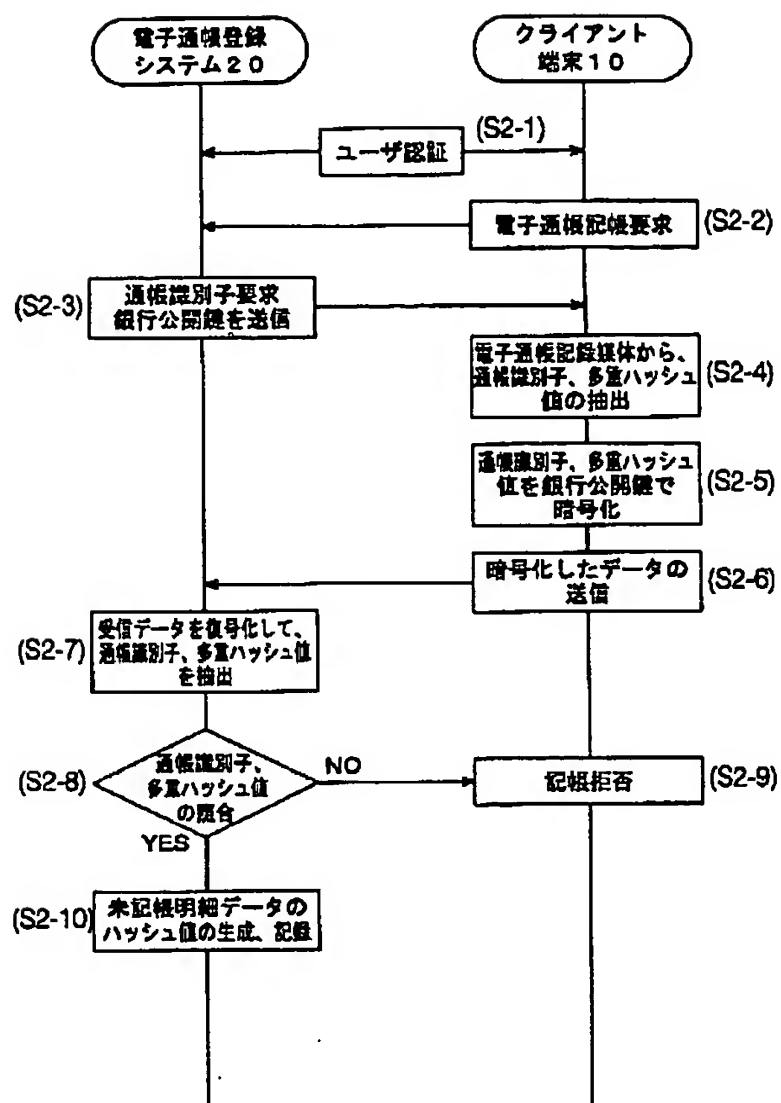 電子通帳登録
システム20
クライアント
端末10
(S2-1)
ユーザ認証
電子通帳記帳要求
(S2-2)
(S2-3)
通帳識別子要求
銀行公開鍵を送信
電子通帳記録媒体から、
通帳識別子、多重ハッシュ
値の抽出
(S2-4)
通帳識別子、多重ハッシュ
値を銀行公開鍵で
暗号化
(S2-5)
暗号化したデータの
送信
(S2-6)
(S2-7)
受信データを復号化して、
通帳識別子、多重ハッシュ値
を抽出
(S2-8)
通帳識別子、
多重ハッシュ値
の照合
NO
記帳拒否
(S2-9)
YES
(S2-10)
未記帳明細データの
ハッシュ値の生成、記録